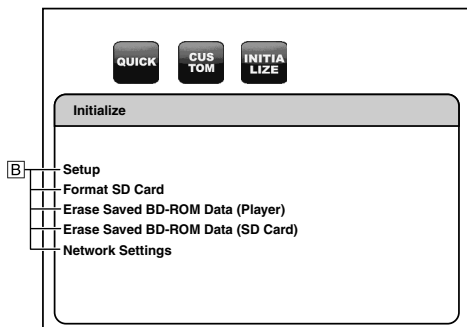 QUICK
CUS
TOM
INITIA
LIZE
Initialize
B
Setup
Format SD Card
Erase Saved BD-ROM Data (Player)
Erase Saved BD-ROM Data (SD Card)
Network Settings